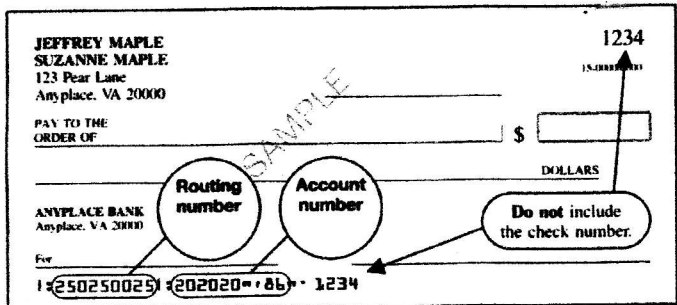 JEFFREY MAPLE
SUZANNE MAPLE
123 Pear Lane
Anyplace, VA 20000
1234
SAMPLE
PAY TO THE
ORDER OF
$
DOLLARS
Routing
number
Account
number
ANYPLACE BANK
Anyplace, VA 20000
Do not include
the check number.
For
250250025 202020 86 1234